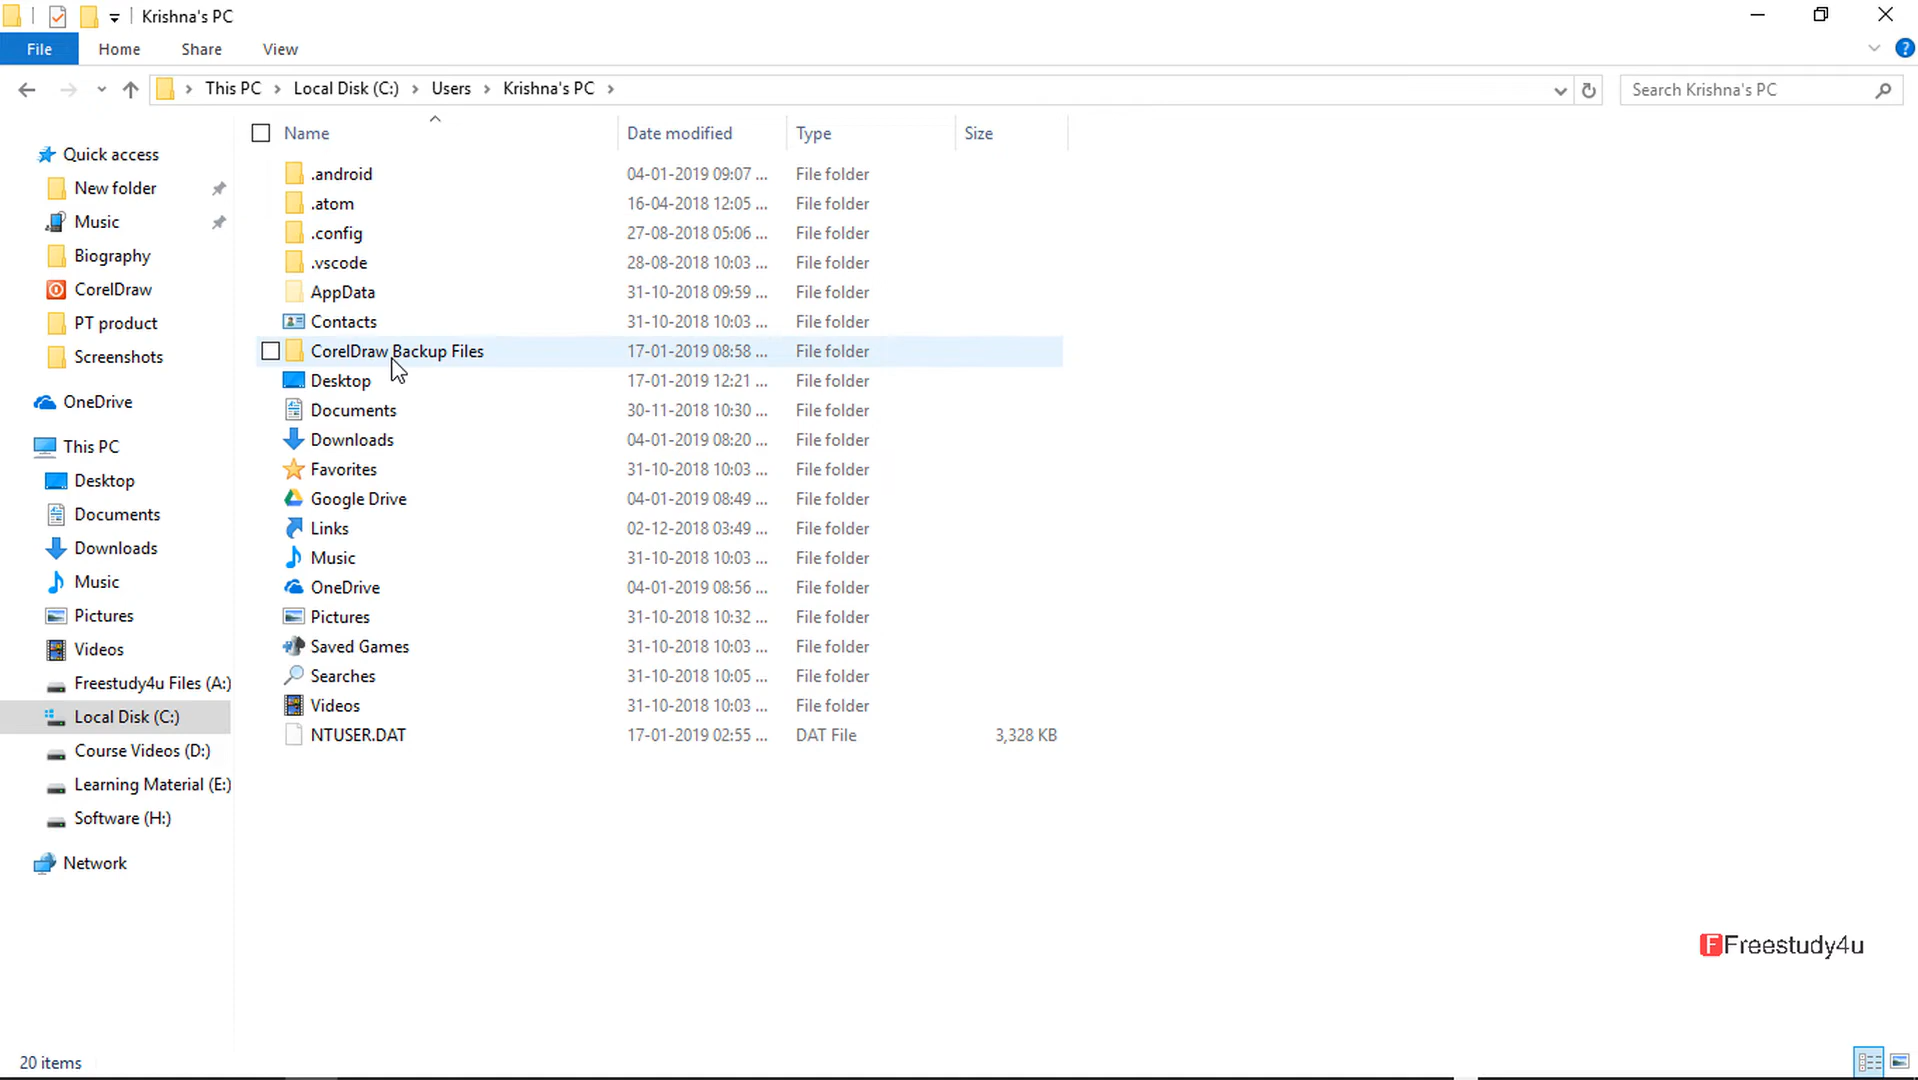 Krishna's PC
File Home Share View
This PC Local Disk (C:) Users Krishna's PC
Search Krishna's PC
Name Date modified Type Size
Quick access
New folder
Music
Biography
CorelDraw
PT product
Screenshots
OneDrive
This PC
Desktop
Documents
Downloads
Music
Pictures
Videos
Freestudy4u Files (A:)
Local Disk (C:)
Course Videos (D:)
Learning Material (E:)
Software (H:)
Network
.android 04-01-2019 09:07 ... File folder
.atom 16-04-2018 12:05 ... File folder
.config 27-08-2018 05:06 ... File folder
.vscode 28-08-2018 10:03 ... File folder
AppData 31-10-2018 09:59 ... File folder
Contacts 31-10-2018 10:03 ... File folder
CorelDraw Backup Files 17-01-2019 08:58 ... File folder
Desktop 17-01-2019 12:21 ... File folder
Documents 30-11-2018 10:30 ... File folder
Downloads 04-01-2019 08:20 ... File folder
Favorites 31-10-2018 10:03 ... File folder
Google Drive 04-01-2019 08:49 ... File folder
Links 02-12-2018 03:49 ... File folder
Music 31-10-2018 10:03 ... File folder
OneDrive 04-01-2019 08:56 ... File folder
Pictures 31-10-2018 10:32 ... File folder
Saved Games 31-10-2018 10:03 ... File folder
Searches 31-10-2018 10:05 ... File folder
Videos 31-10-2018 10:03 ... File folder
NTUSER.DAT 17-01-2019 02:55 ... DAT File 3,328 KB
F Freestudy4u
20 items